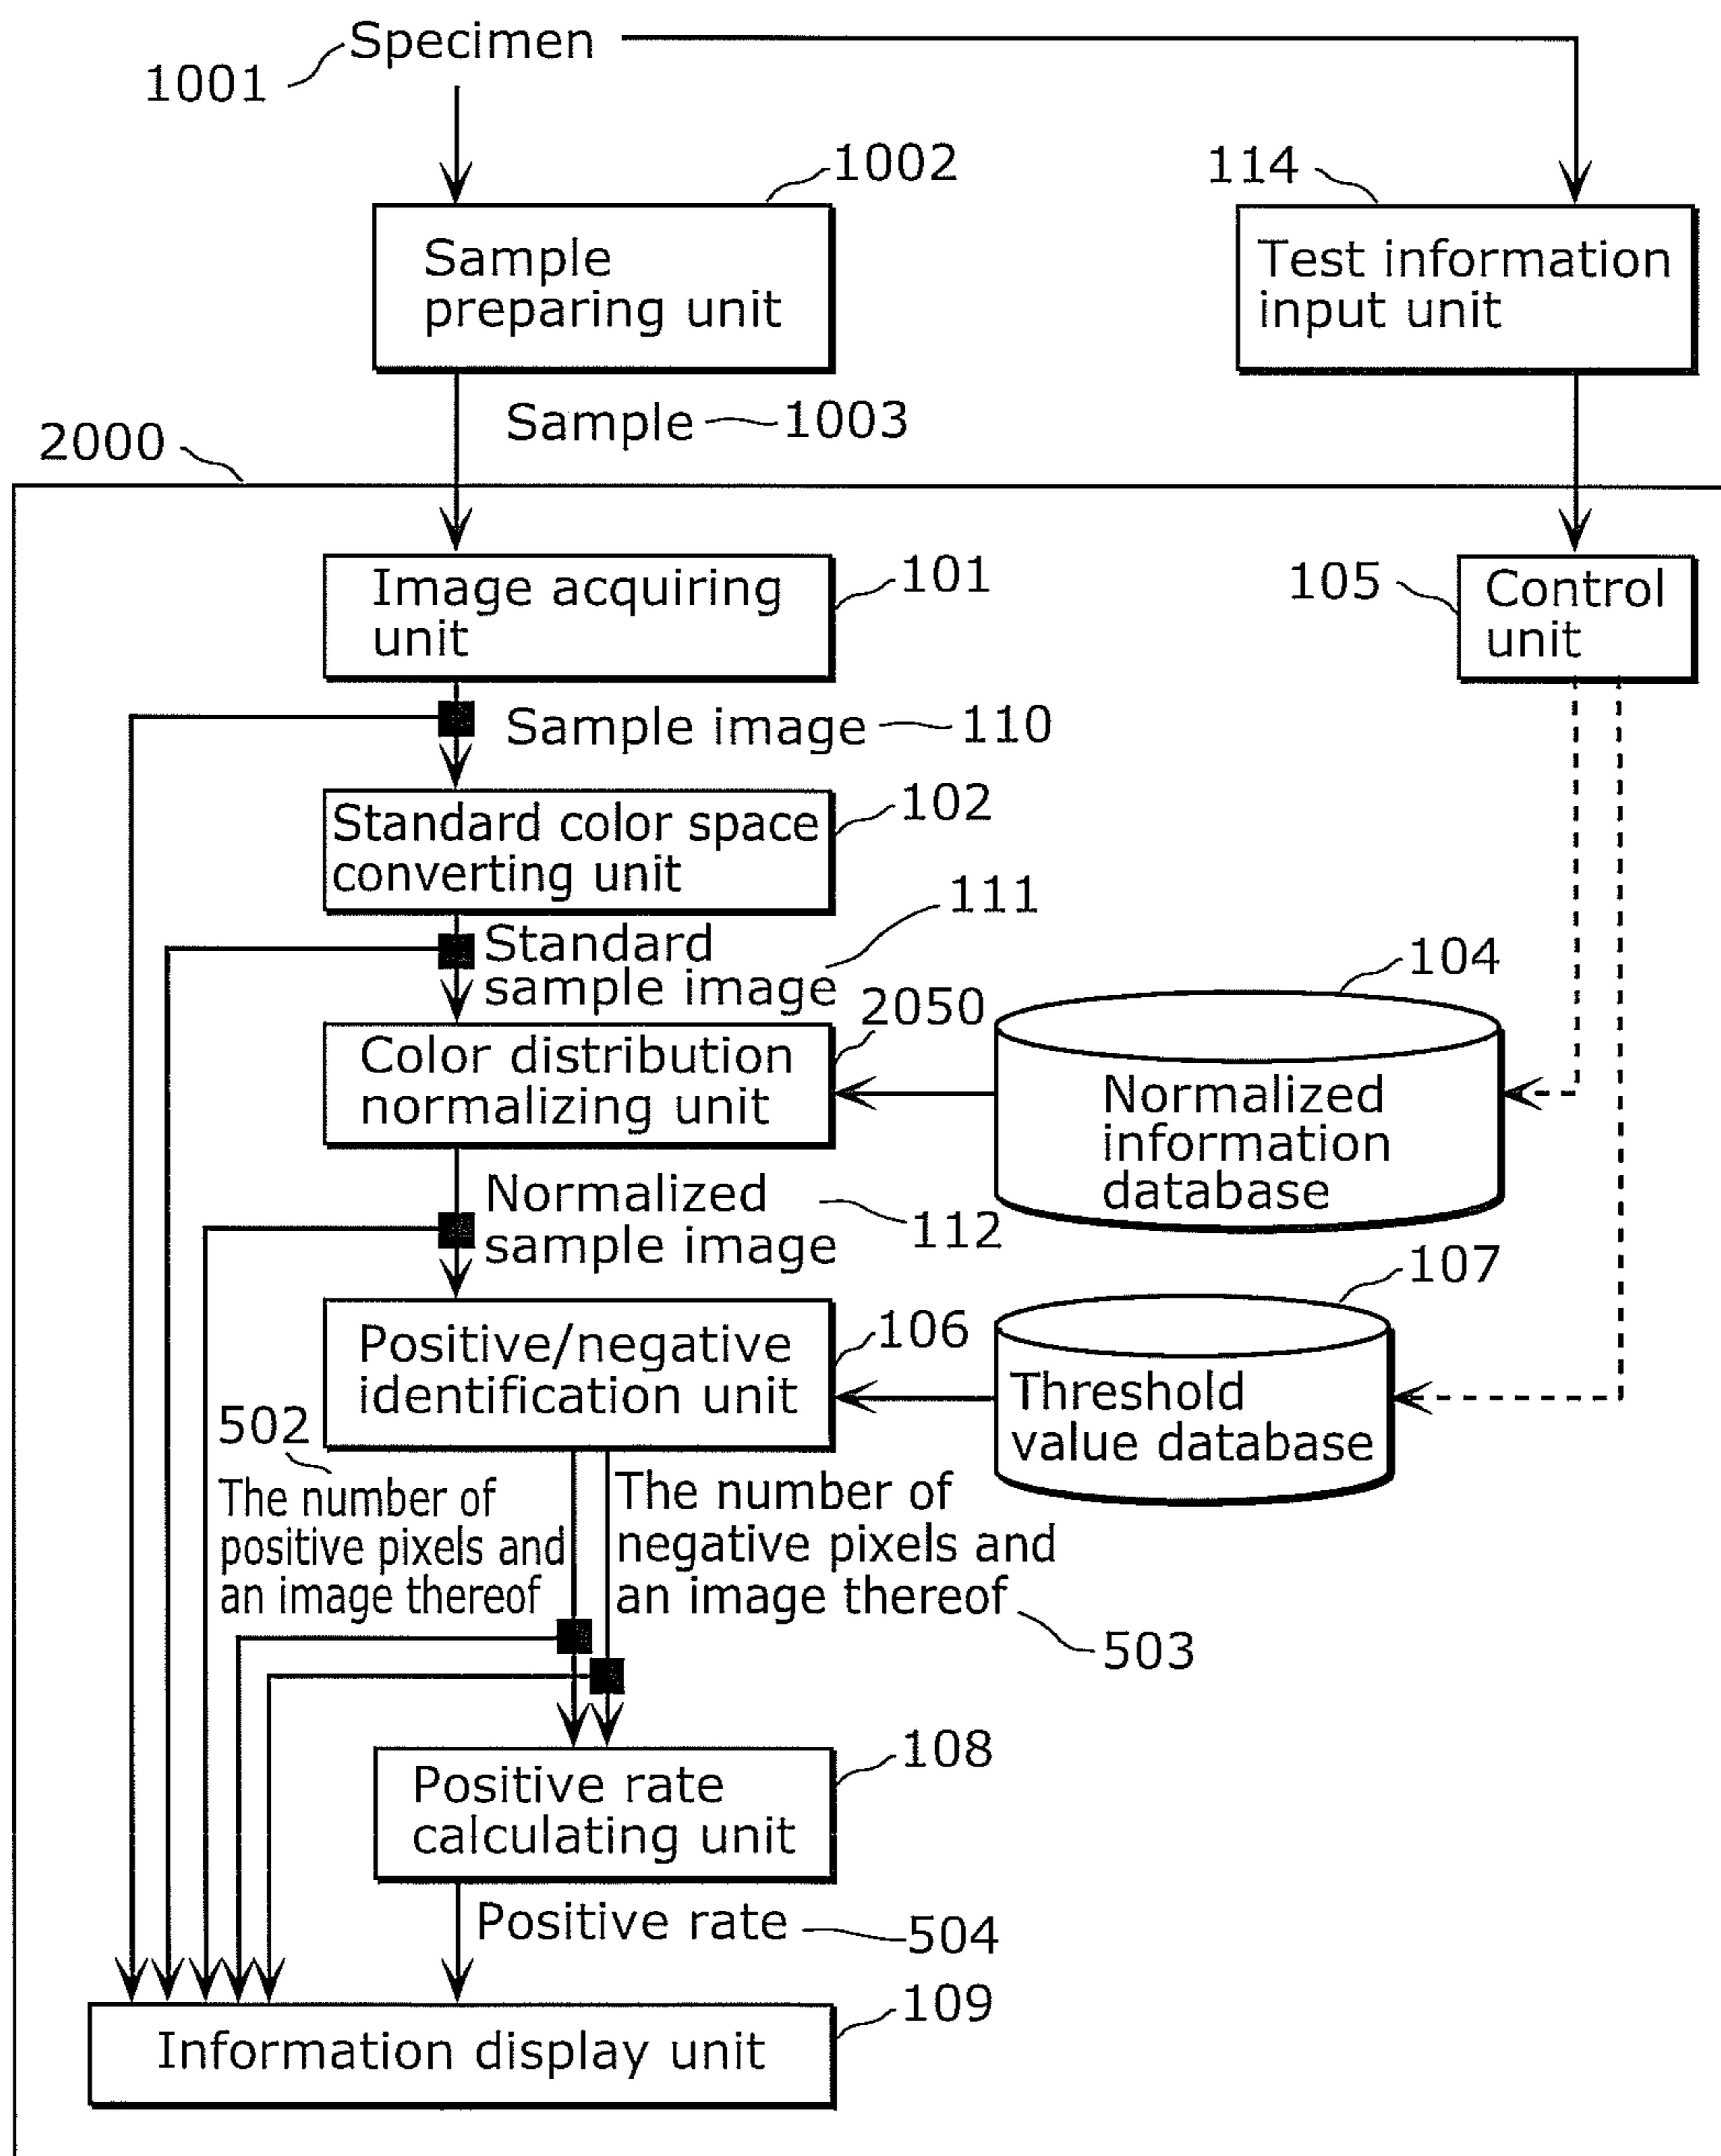 Specimen
1001
1002
114
Sample
preparing unit
Test information
input unit
Sample
1003
2000
Image acquiring
unit
101
105
Control
unit
Sample image
110
Standard color space
converting unit
102
Standard
sample image
111
Color distribution
normalizing unit
2050
104
Normalized
information
database
Normalized
sample image
112
Positive/negative
identification unit
106
107
Threshold
value database
502
The number of
positive pixels and
an image thereof
The number of
negative pixels and
an image thereof
503
Positive rate
calculating unit
108
Positive rate
504
Information display unit
109